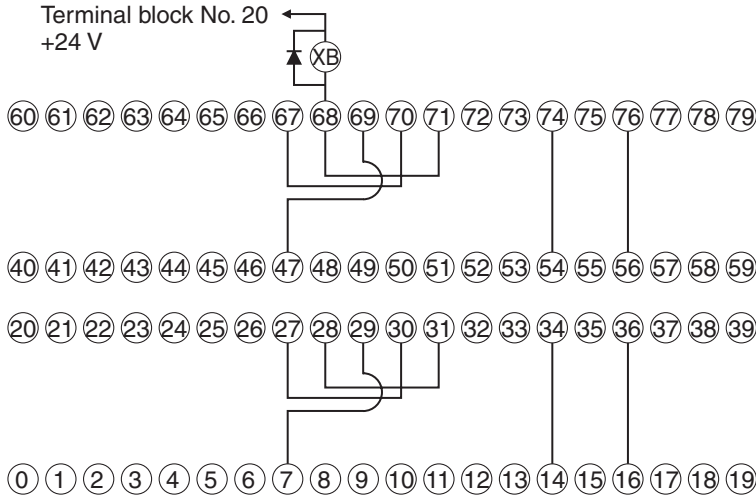 Terminal block No. 20
+24 V
XB
60 61 62 63 64 65 66 67 68 69 70 71 72 73 74 75 76 77 78 79
40 41 42 43 44 45 46 47 48 49 50 51 52 53 54 55 56 57 58 59
20 21 22 23 24 25 26 27 28 29 30 31 32 33 34 35 36 37 38 39
0 1 2 3 4 5 6 7 8 9 10 11 12 13 14 15 16 17 18 19